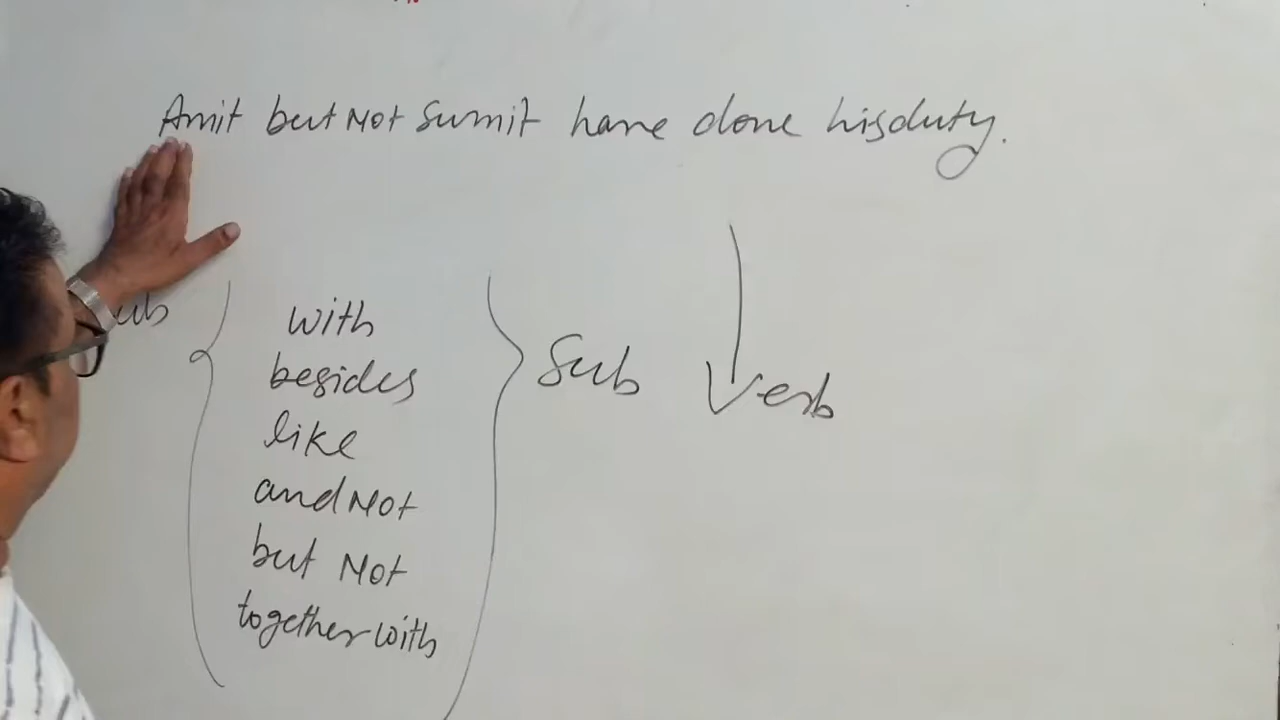 Amit but Not Sumit have done his duty.
with
besides
like
and Not
but Not
together with
Sub Verb